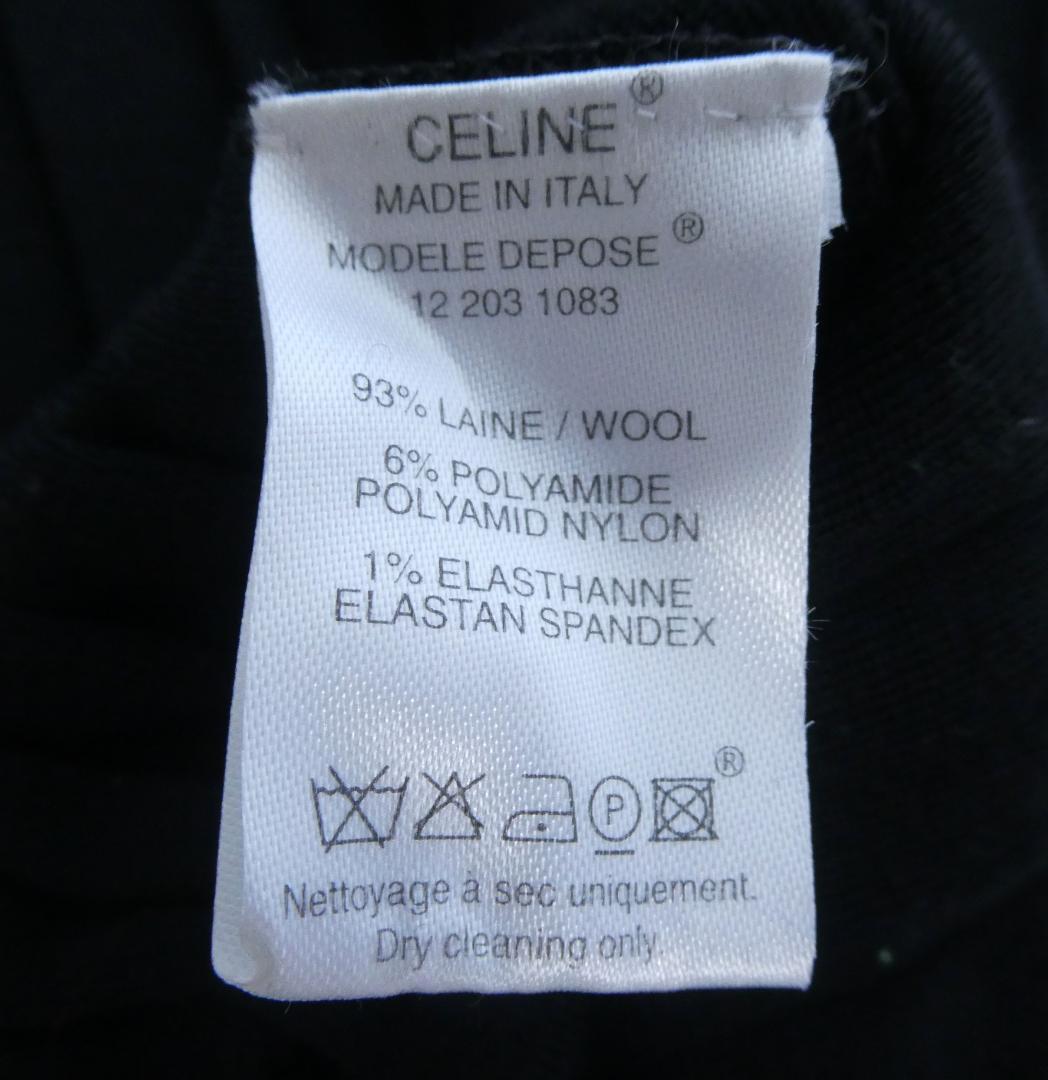 CELINE®
MADE IN ITALY
MODELE DEPOSE®
12 203 1083
93% LAINE / WOOL
6% POLYAMIDE
POLYAMID NYLON
1% ELASTHANNE
ELASTAN SPANDEX
P ®
Nettoyage à sec uniquement.
Dry cleaning only.